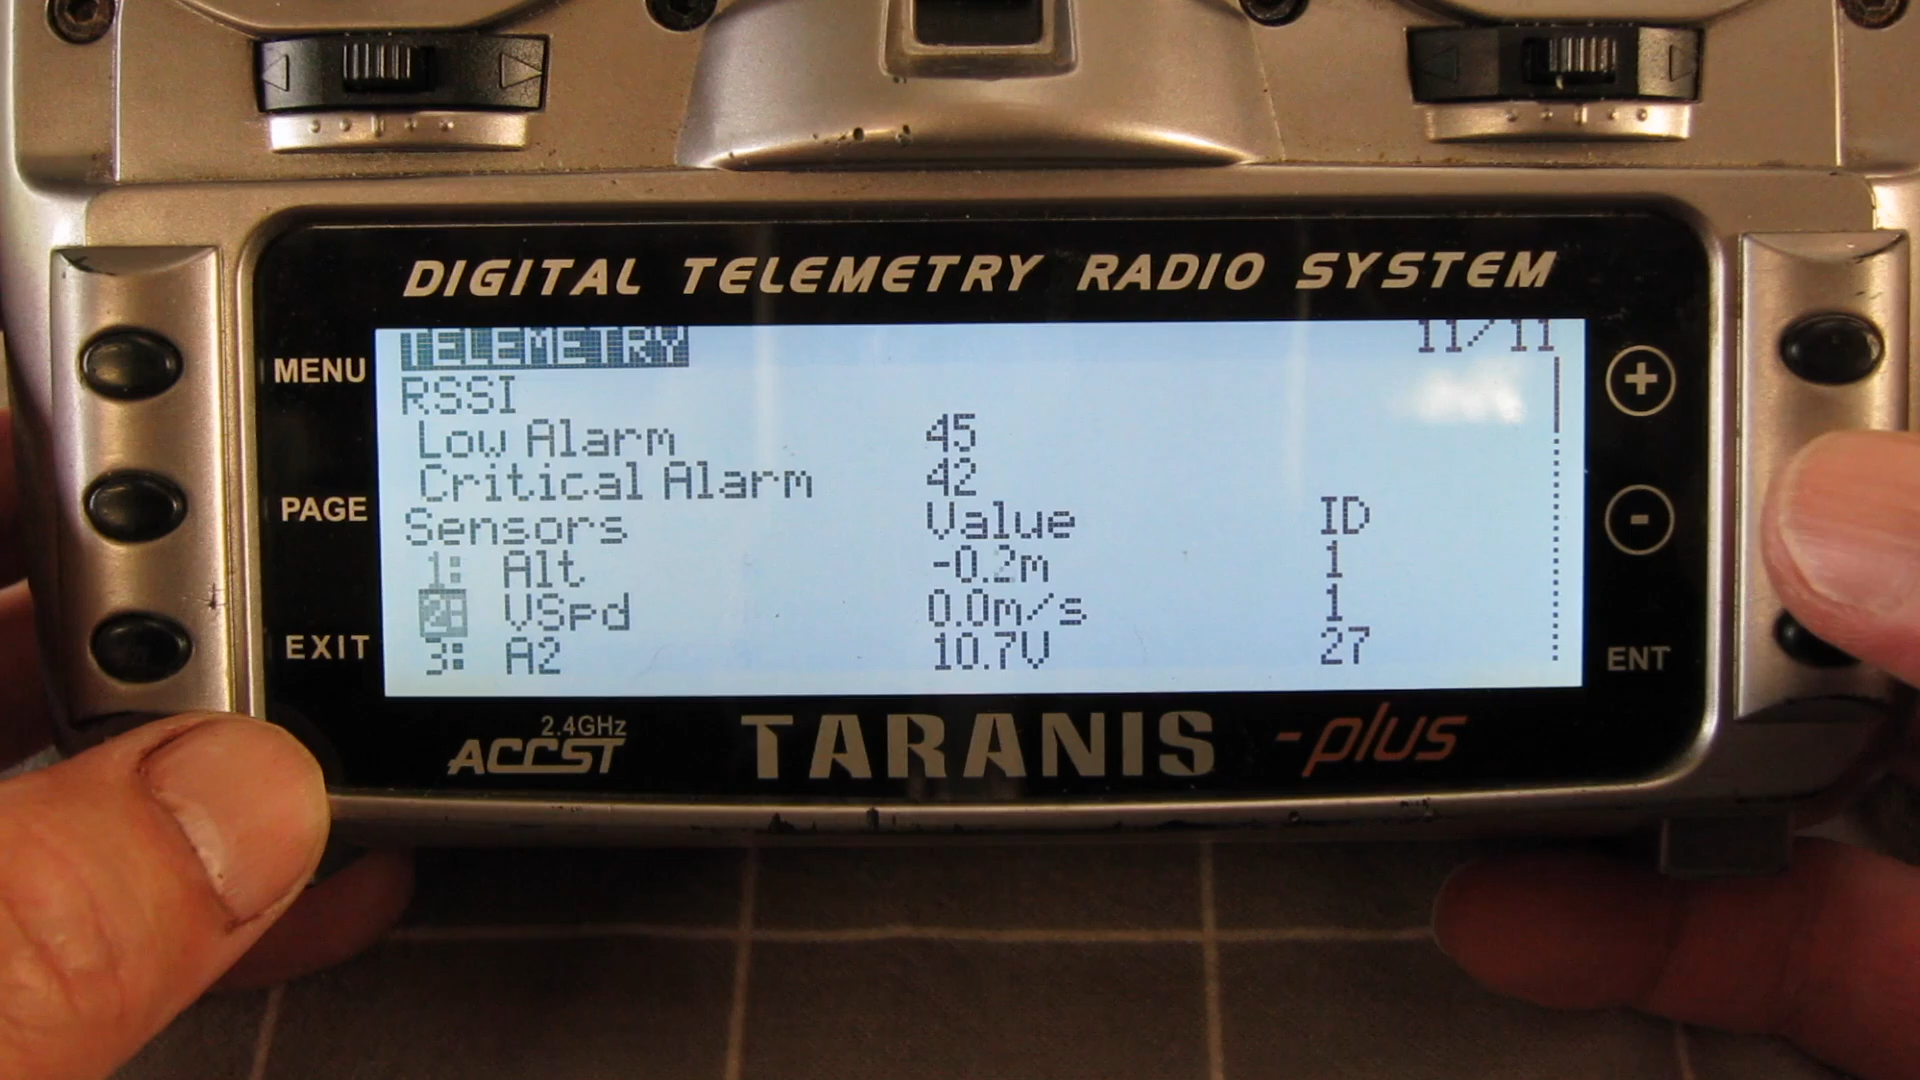 DIGITAL TELEMETRY RADIO SYSTEM
TELEMETRY 11/11
MENU RSSI +
Low Alarm 45
Critical Alarm 42
PAGE Sensors Value ID -
1: Alt -0.2m 1
2: VSpd 0.0m/s 1
EXIT 3: A2 10.7V 27 ENT
2.4GHz
ACCST TARANIS -plus